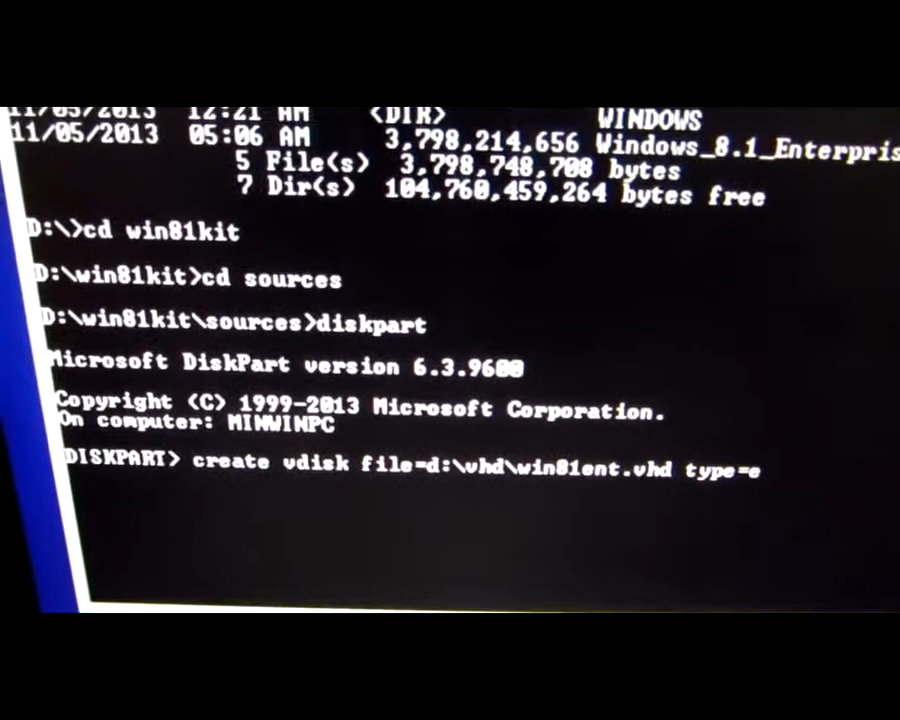 11/05/2013 12:21 AM <DIR> WINDOWS
11/05/2013 05:06 AM 3,798,214,656 Windows_8.1_Enterpris
5 File(s) 3,798,748,708 bytes
7 Dir(s) 104,760,459,264 bytes free
D:\>cd win81kit
D:\win81kit>cd sources
D:\win81kit\sources>diskpart
Microsoft DiskPart version 6.3.9600
Copyright (C) 1999-2013 Microsoft Corporation.
On computer: MINWINPC
DISKPART> create vdisk file=d:\vhd\win81ent.vhd type=e